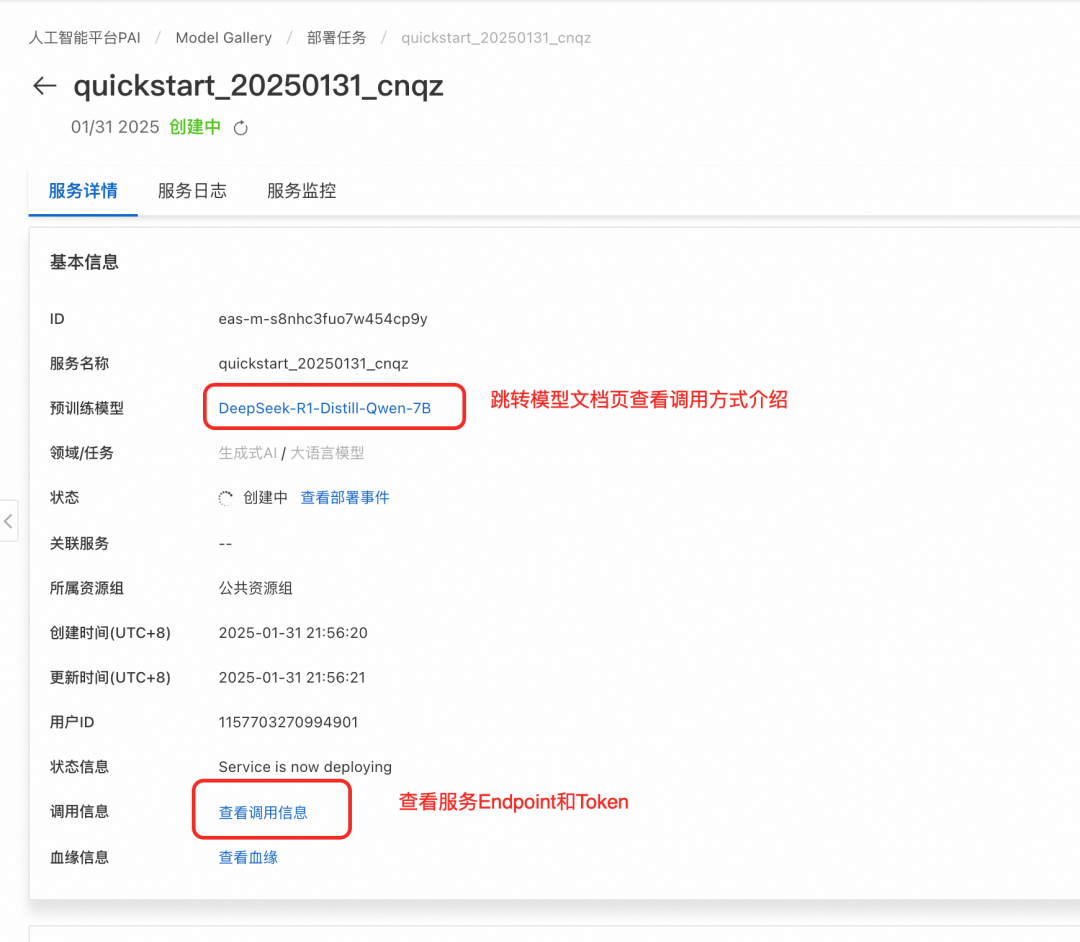 人工智能平台PAI / Model Gallery / 部署任务 / quickstart_20250131_cnqz
← quickstart_20250131_cnqz
01/31 2025 创建中
服务详情 服务日志 服务监控
基本信息
ID eas-m-s8nhc3fuo7w454cp9y
服务名称 quickstart_20250131_cnqz
预训练模型 DeepSeek-R1-Distill-Qwen-7B 跳转模型文档页查看调用方式介绍
领域/任务 生成式AI / 大语言模型
状态 创建中 查看部署事件
关联服务 --
所属资源组 公共资源组
创建时间(UTC+8) 2025-01-31 21:56:20
更新时间(UTC+8) 2025-01-31 21:56:21
用户ID 1157703270994901
状态信息 Service is now deploying
调用信息 查看调用信息 查看服务Endpoint和Token
血缘信息 查看血缘